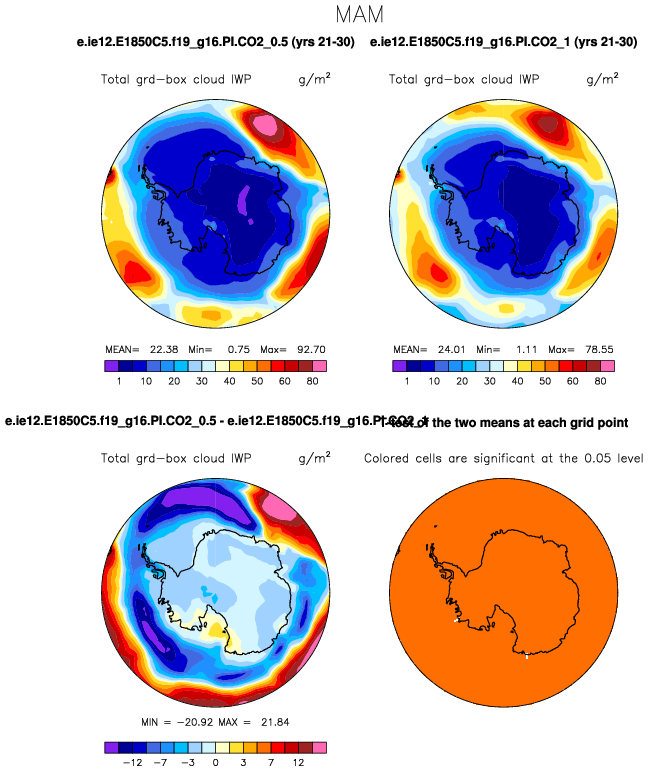 MAM
e.ie12.E1850C5.f19_g16.PI.CO2_0.5 (yrs 21-30)
e.ie12.E1850C5.f19_g16.PI.CO2_1 (yrs 21-30)
Total grd-box cloud IWP g/m²
Total grd-box cloud IWP g/m²
MEAN= 22.38 Min= 0.75 Max= 92.70
MEAN= 24.01 Min= 1.11 Max= 78.55
1 10 20 30 40 50 60 80
1 10 20 30 40 50 60 80
e.ie12.E1850C5.f19_g16.PI.CO2_0.5 - e.ie12.E1850C5.f19_g16.PI.CO2_1
T-test of the two means at each grid point
Total grd-box cloud IWP g/m²
Colored cells are significant at the 0.05 level
MIN = -20.92 MAX = 21.84
-12 -7 -3 0 3 7 12